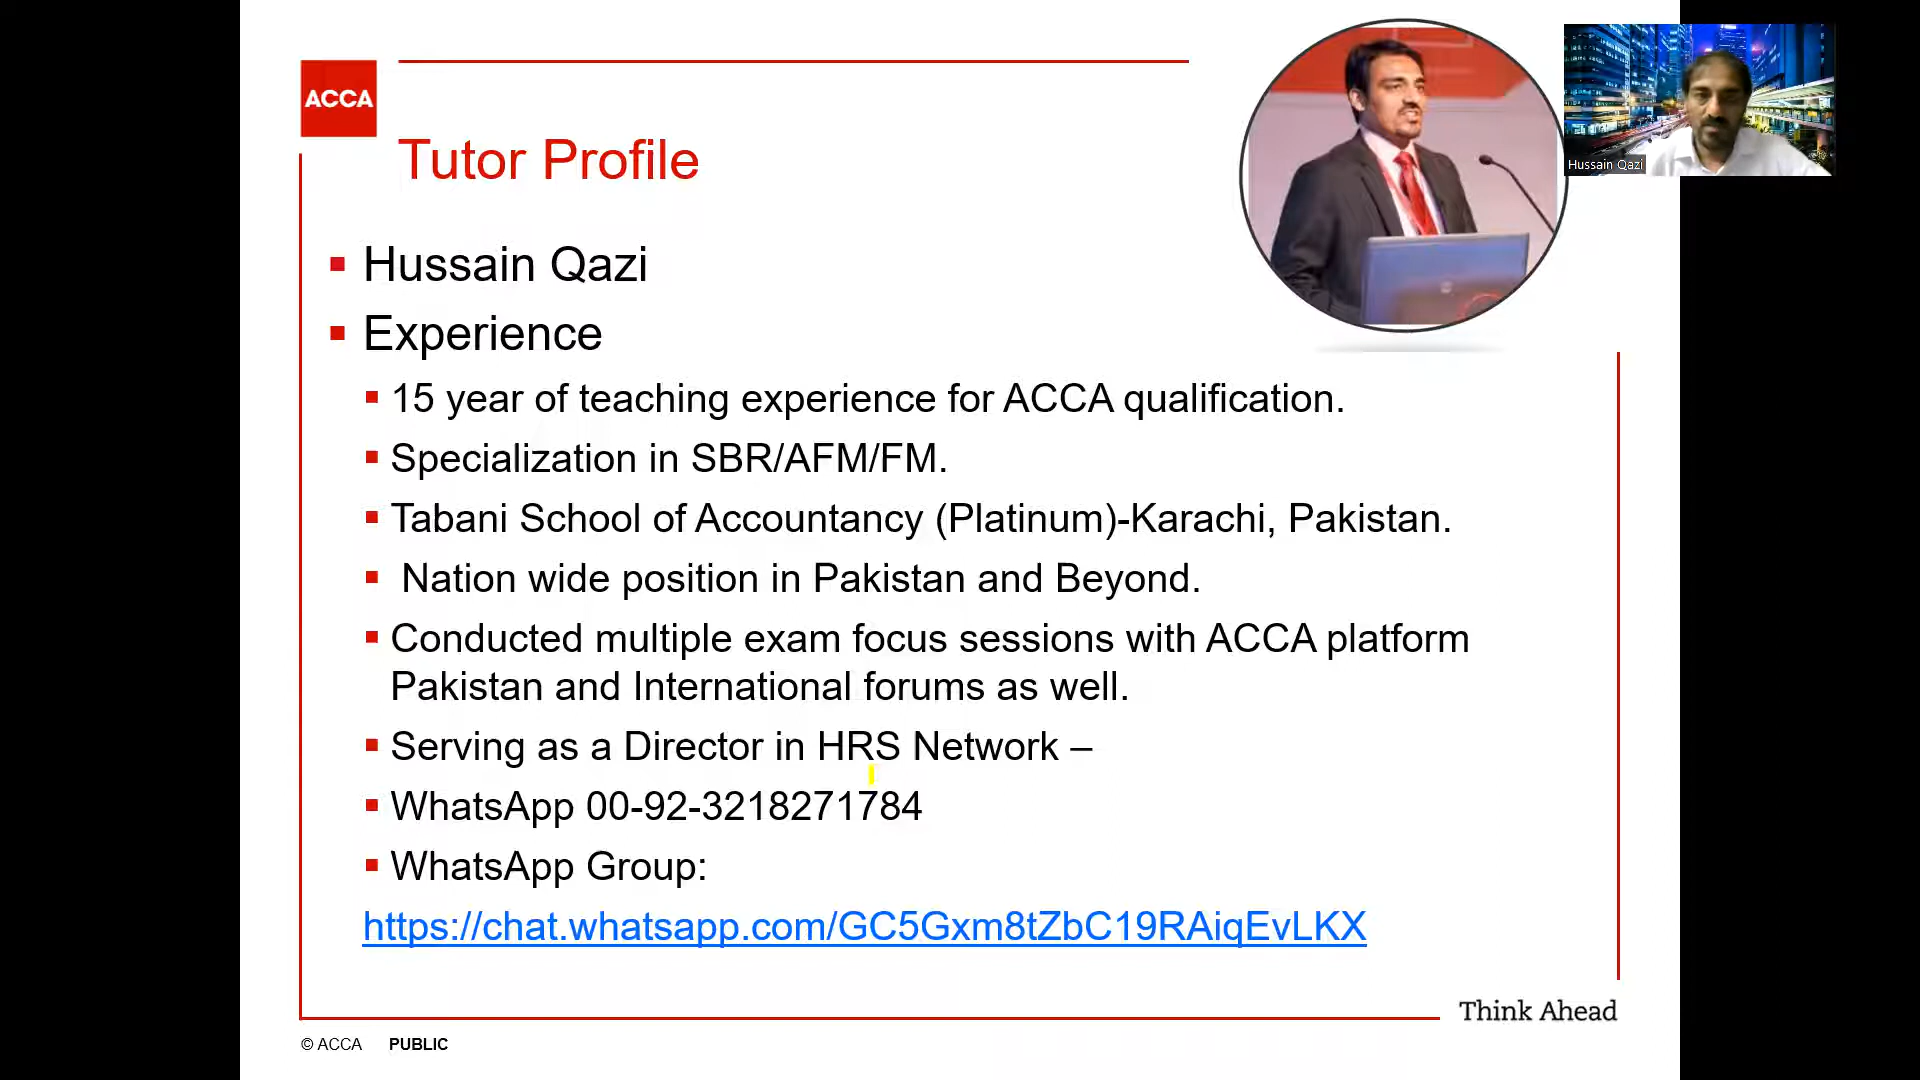 ACCA
Tutor Profile
Hussain Qazi
Hussain Qazi
Experience
15 year of teaching experience for ACCA qualification.
Specialization in SBR/AFM/FM.
Tabani School of Accountancy (Platinum)-Karachi, Pakistan.
Nation wide position in Pakistan and Beyond.
Conducted multiple exam focus sessions with ACCA platform
Pakistan and International forums as well.
Serving as a Director in HRS Network –
WhatsApp 00-92-3218271784
WhatsApp Group:
https://chat.whatsapp.com/GC5Gxm8tZbC19RAiqEvLKX
Think Ahead
© ACCA PUBLIC